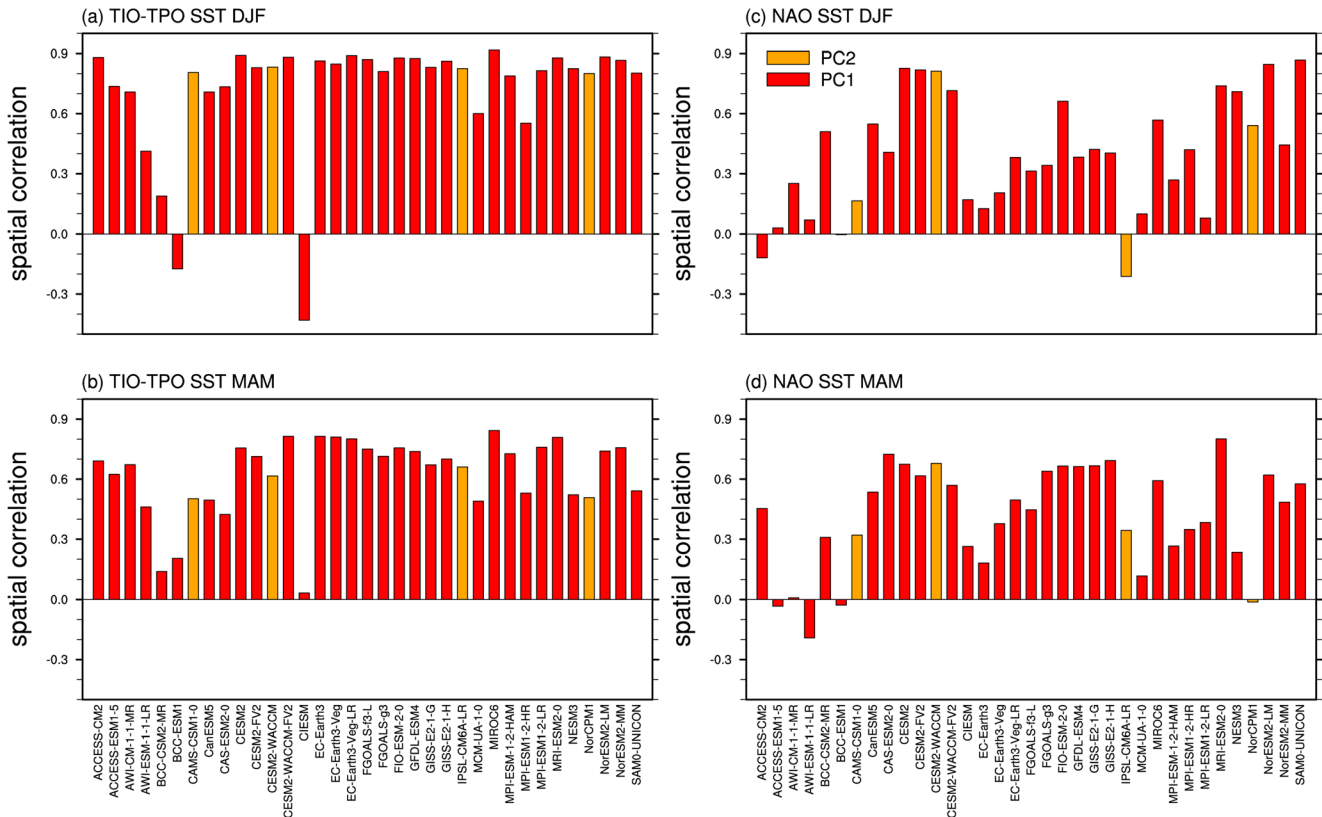 (a) TIO-TPO SST DJF
spatial correlation
0.9
0.6
0.3
0.0
-0.3
(c) NAO SST DJF
PC2
PC1
spatial correlation
0.9
0.6
0.3
0.0
-0.3
(b) TIO-TPO SST MAM
spatial correlation
0.9
0.6
0.3
0.0
-0.3
ACCESS-CM2
ACCESS-ESM1-5
AWI-CM-1-1-MR
AWI-ESM-1-1-LR
BCC-CSM2-MR
BCC-ESM1
CAMS-CSM1-0
CanESM5
CAS-ESM2-0
CESM2
CESM2-FV2
CESM2-WACCM
CESM2-WACCM-FV2
CIESM
EC-Earth3
EC-Earth3-Veg
EC-Earth3-Veg-LR
FGOALS-f3-L
FGOALS-g3
FIO-ESM-2-0
GFDL-ESM4
GISS-E2-1-G
GISS-E2-1-H
IPSL-CM6A-LR
MCM-UA-1-0
MIROC6
MPI-ESM-1-2-HAM
MPI-ESM1-2-HR
MPI-ESM1-2-LR
MRI-ESM2-0
NESM3
NorCPM1
NorESM2-LM
NorESM2-MM
SAM0-UNICON
(d) NAO SST MAM
spatial correlation
0.9
0.6
0.3
0.0
-0.3
ACCESS-CM2
ACCESS-ESM1-5
AWI-CM-1-1-MR
AWI-ESM-1-1-LR
BCC-CSM2-MR
BCC-ESM1
CAMS-CSM1-0
CanESM5
CAS-ESM2-0
CESM2
CESM2-FV2
CESM2-WACCM
CESM2-WACCM-FV2
CIESM
EC-Earth3
EC-Earth3-Veg
EC-Earth3-Veg-LR
FGOALS-f3-L
FGOALS-g3
FIO-ESM-2-0
GFDL-ESM4
GISS-E2-1-G
GISS-E2-1-H
IPSL-CM6A-LR
MCM-UA-1-0
MIROC6
MPI-ESM-1-2-HAM
MPI-ESM1-2-HR
MPI-ESM1-2-LR
MRI-ESM2-0
NESM3
NorCPM1
NorESM2-LM
NorESM2-MM
SAM0-UNICON